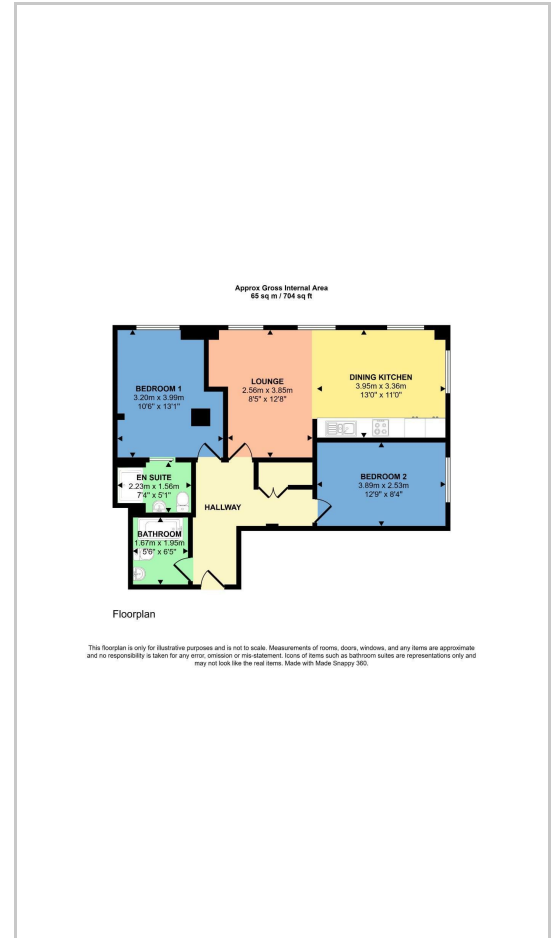 Approx Gross Internal Area
65 sq m / 704 sq ft
BEDROOM 1
3.20m x 3.99m
10'6" x 13'1"
LOUNGE
2.56m x 3.85m
8'5" x 12'8"
DINING KITCHEN
3.95m x 3.36m
13'0" x 11'0"
EN SUITE
2.23m x 1.56m
7'4" x 5'1"
BEDROOM 2
3.89m x 2.53m
12'9" x 8'4"
HALLWAY
BATHROOM
1.67m x 1.95m
5'6" x 6'5"
Floorplan
This floorplan is only for illustrative purposes and is not to scale. Measurements of rooms, doors, windows, and any items are approximate
and no responsibility is taken for any error, omission or mis-statement. Icons of items such as bathroom suites are representations only and
may not look like the real items. Made with Made Snappy 360.